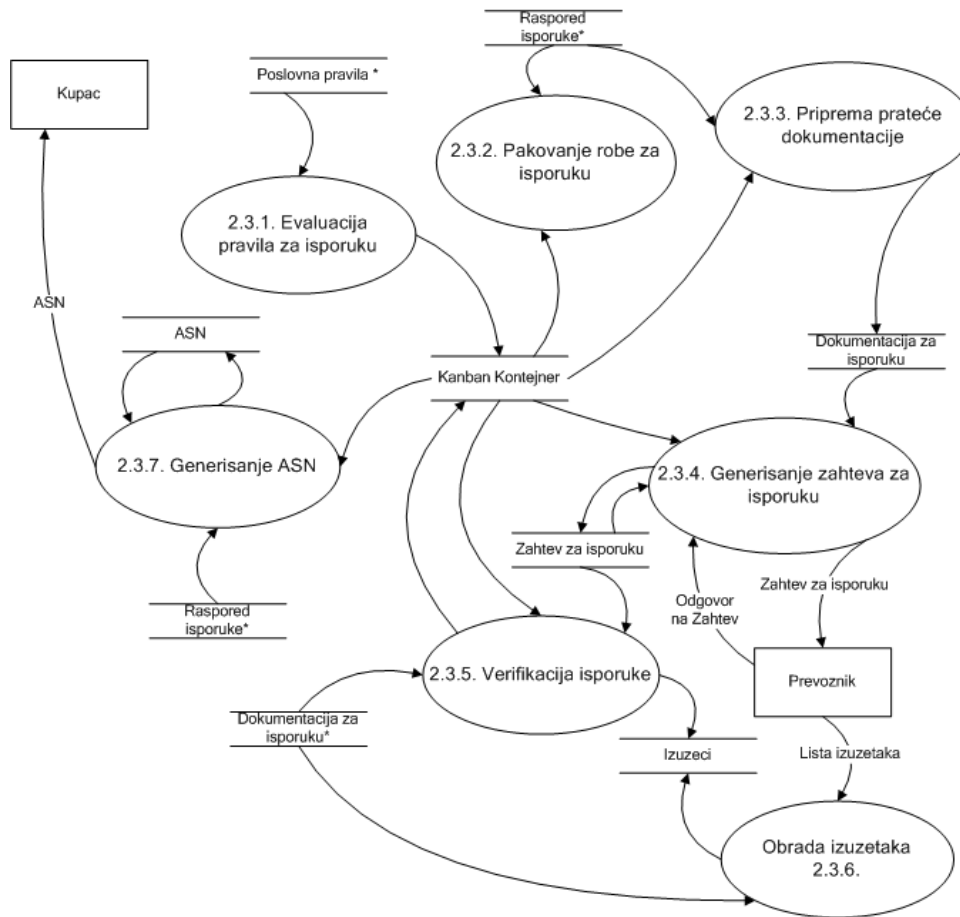 Raspored
isporuke*
Poslovna pravila *
Kupac
2.3.3. Priprema prateće
dokumentacije
2.3.2. Pakovanje robe za
isporuku
2.3.1. Evaluacija
pravila za isporuku
ASN
ASN
Dokumentacija za
isporuku
Kanban Kontejner
2.3.7. Generisanje ASN
2.3.4. Generisanje zahteva za
isporuku
Zahtev za isporuku
Zahtev za isporuku
Odgovor
na Zahtev
Raspored
isporuke*
2.3.5. Verifikacija isporuke
Prevoznik
Dokumentacija za
isporuku*
Izuzeci
Lista izuzetaka
Obrada izuzetaka
2.3.6.